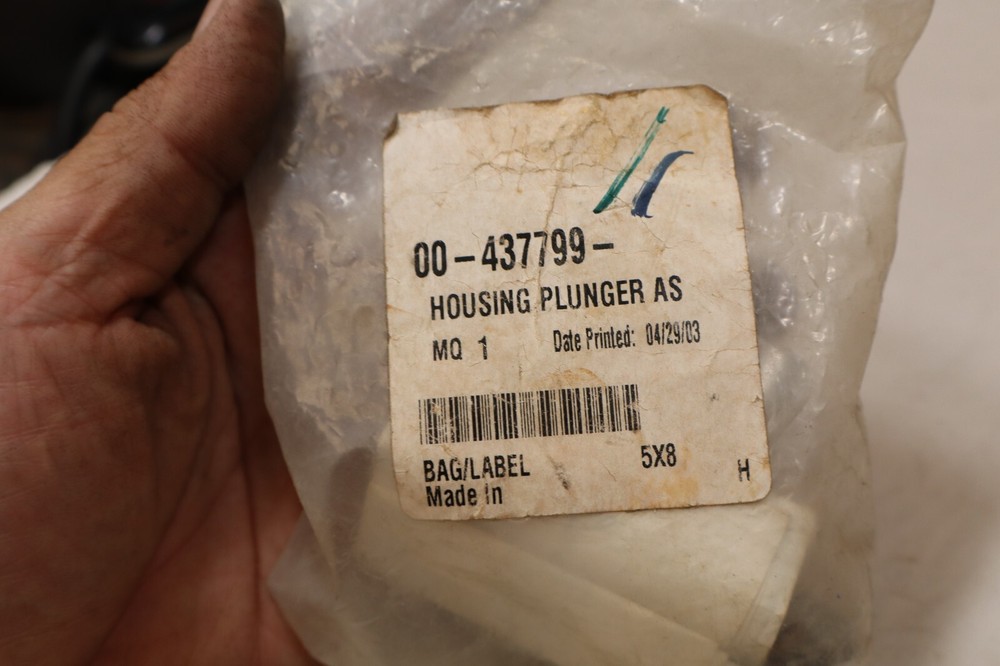 00-437799-
HOUSING PLUNGER AS
MQ 1 Date Printed: 04/29/03
BAG/LABEL 5X8 H
Made In